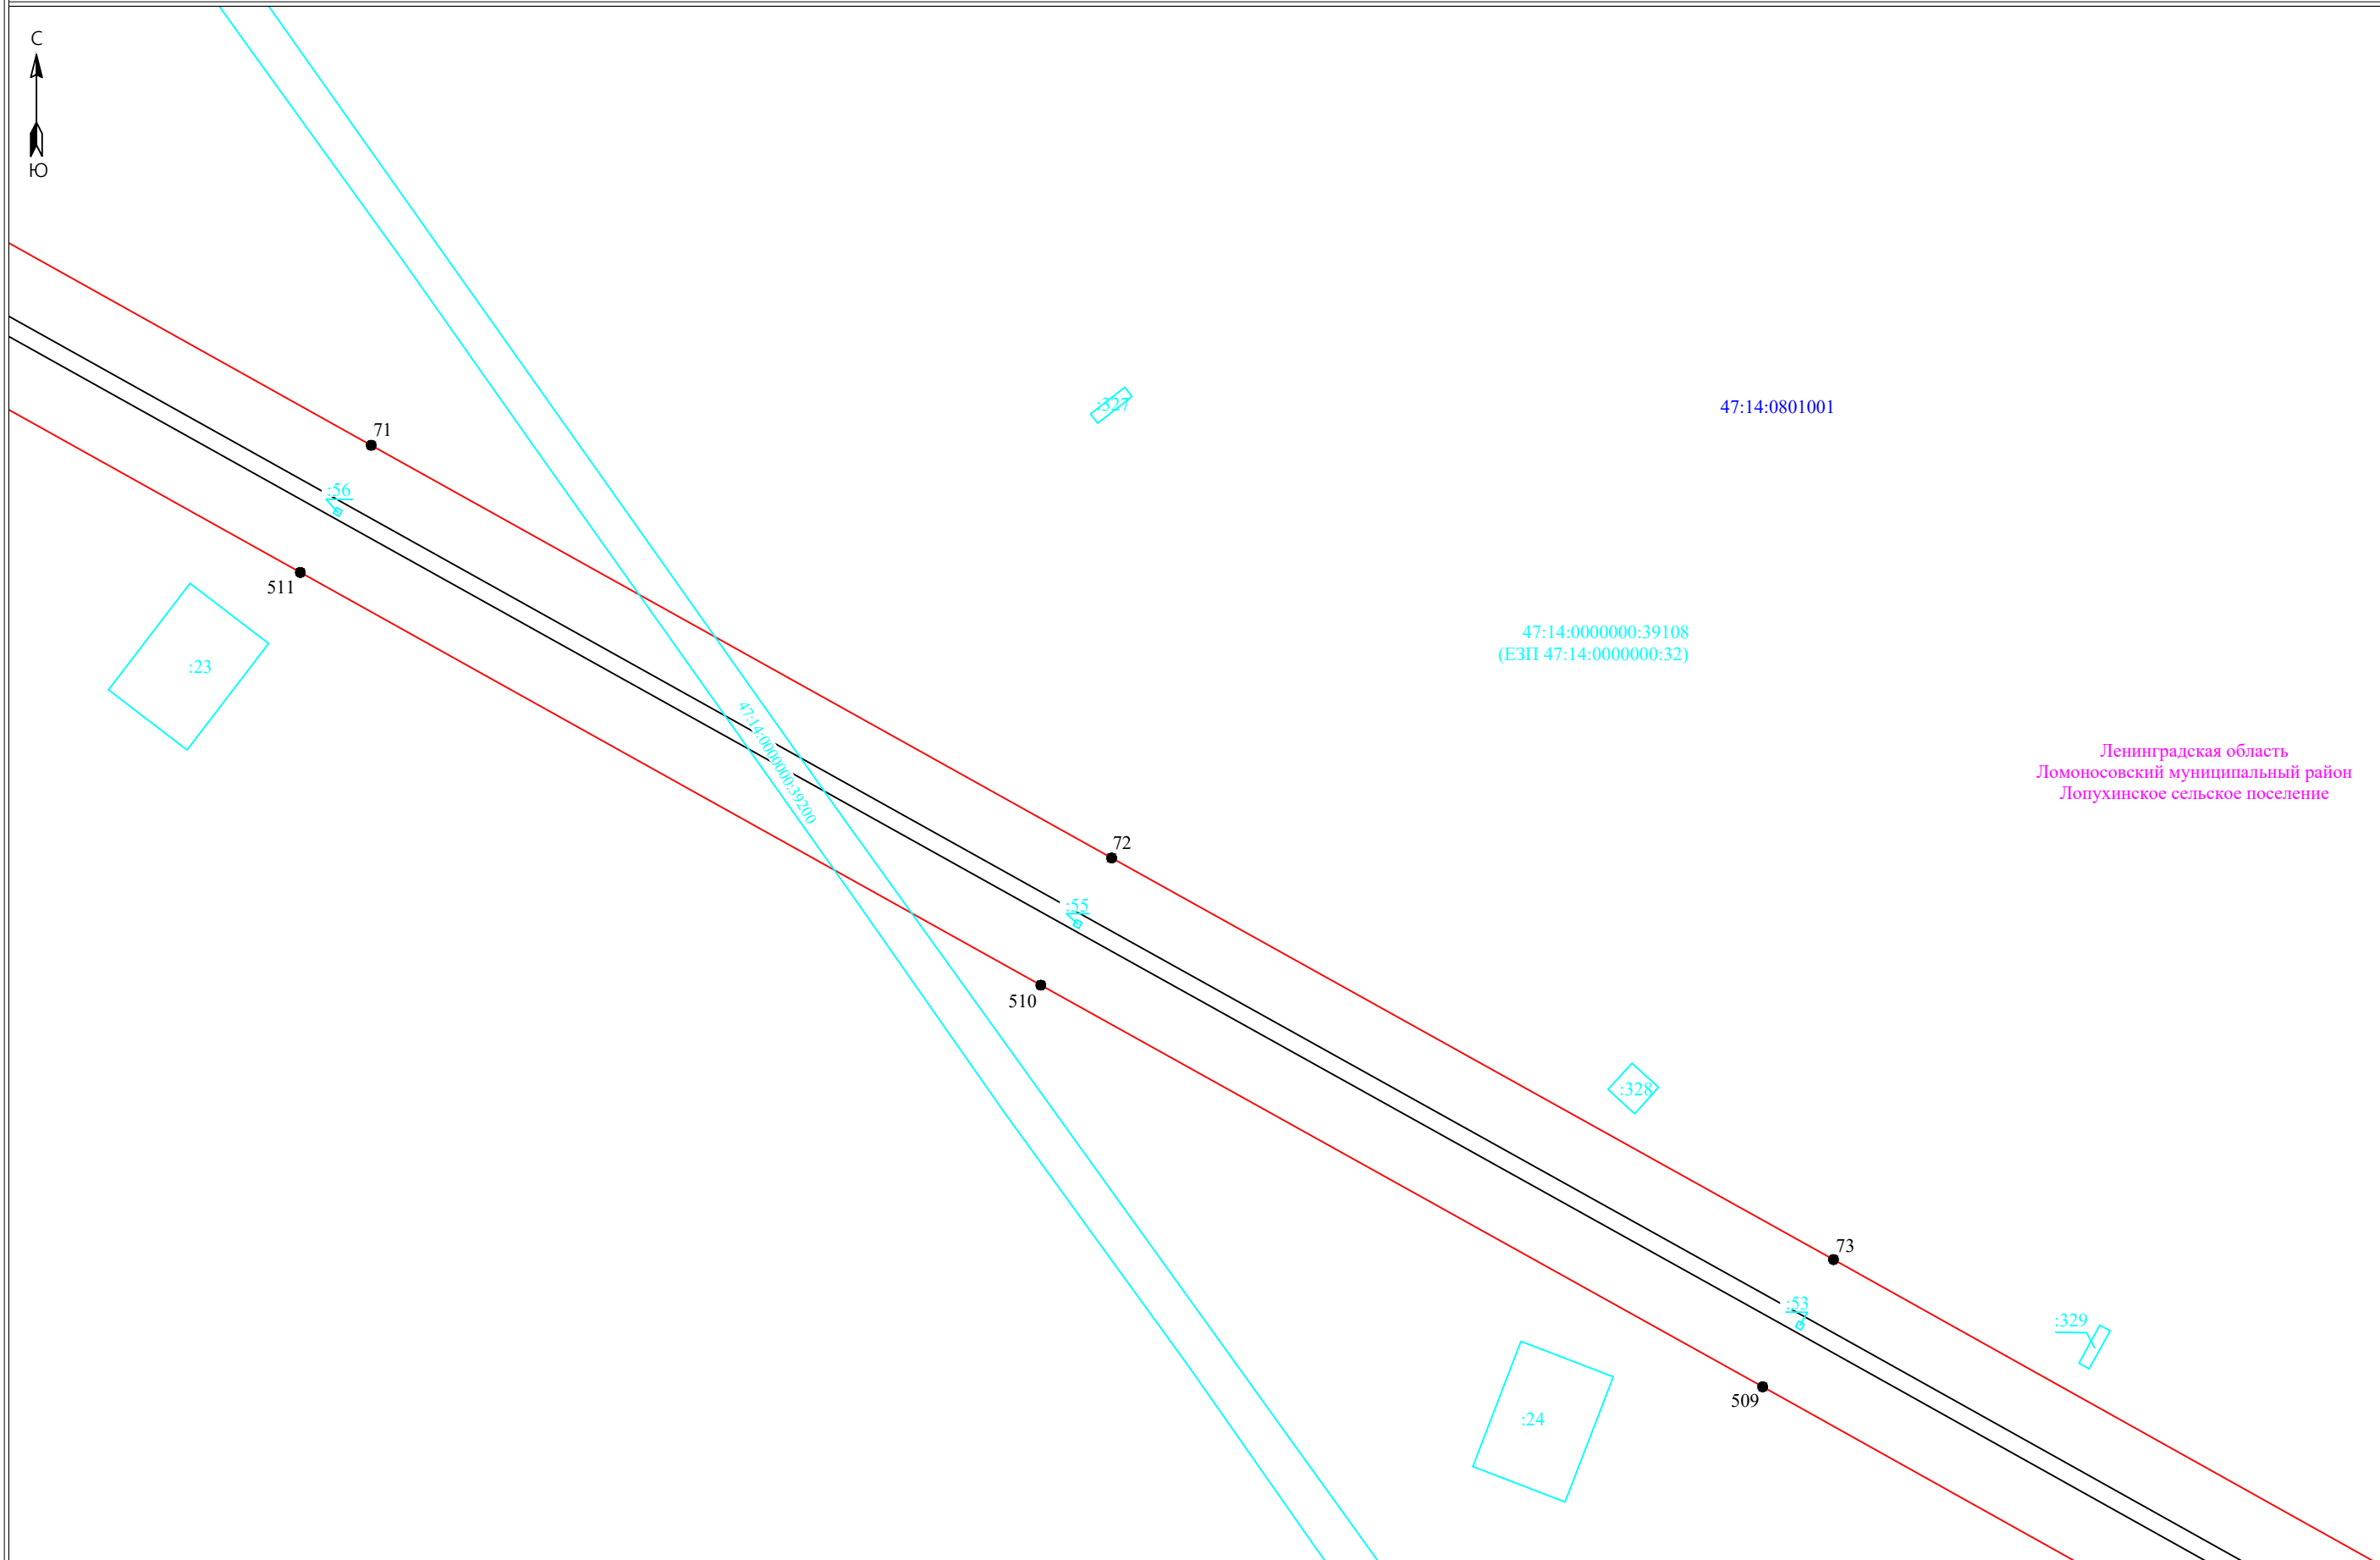 С
Ю
:327
47:14:0801001
71
:56
511
47:14:0000000:39108
(ЕЗП 47:14:0000000:32)
:23
Ленинградская область
Ломоносовский муниципальный район
Лопухинское сельское поселение
47:14:0000000:39200
72
:55
510
:328
73
:53
:329
509
:24